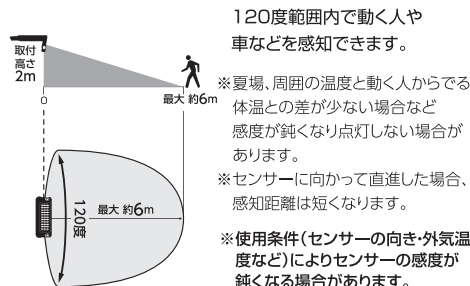 取付
高さ
2m
0
最大 約6m
120度
最大 約6m
120度範囲内で動く人や
車などを感知できます。
※夏場、周囲の温度と動く人からでる
体温との差が少ない場合など
感度が鈍くなり点灯しない場合が
あります。
※センサーに向かって直進した場合、
感知距離は短くなります。
※使用条件(センサーの向き・外気温
度など)によりセンサーの感度が
鈍くなる場合があります。